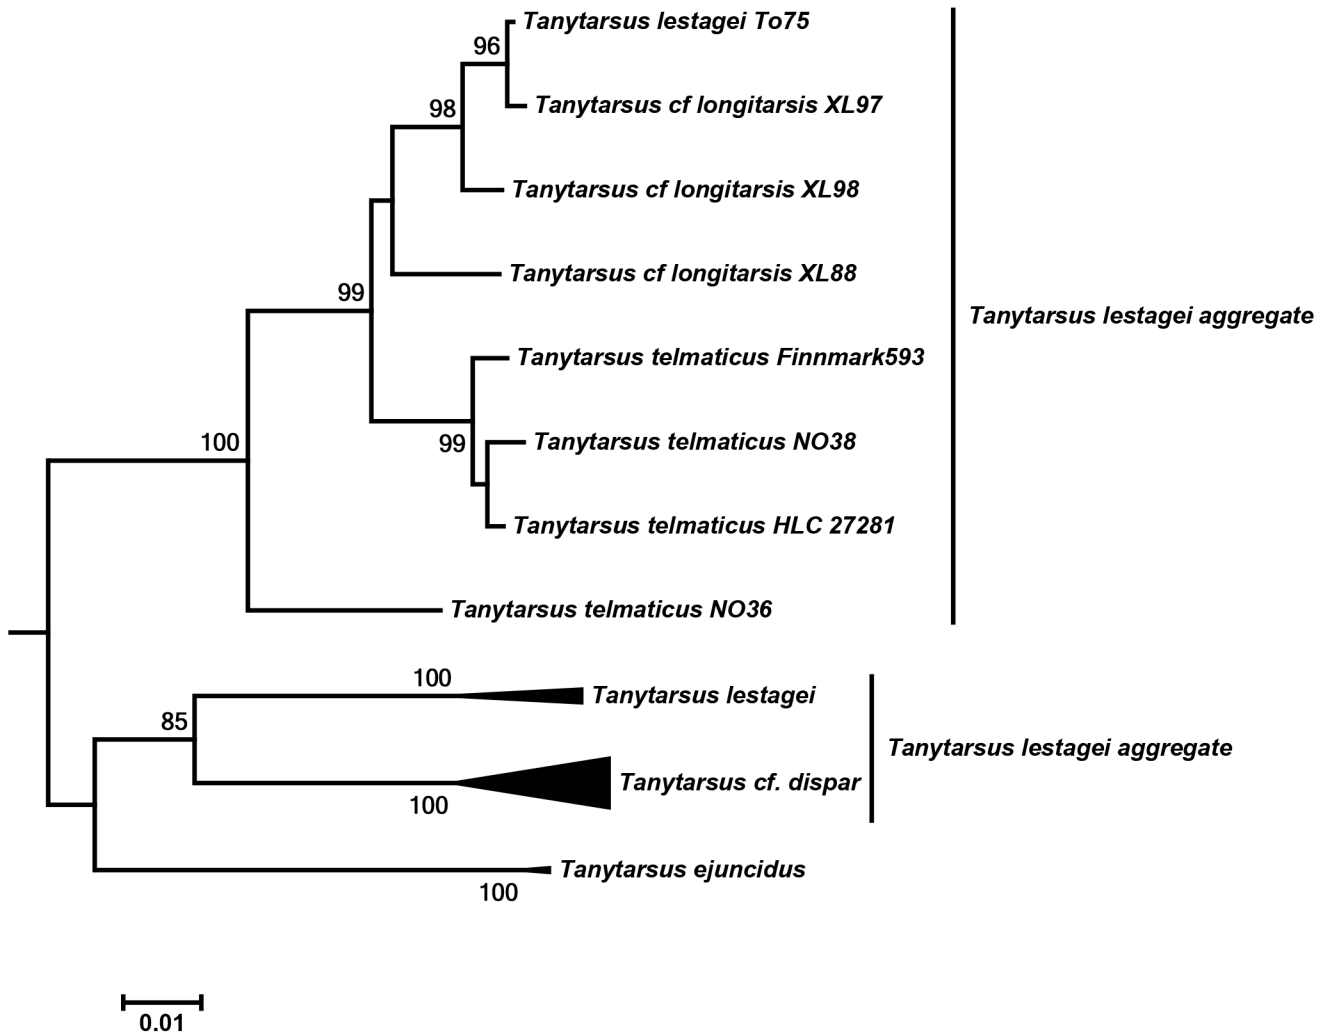 Tanytarsus lestagei To75
96
Tanytarsus cf longitarsis XL97
98
Tanytarsus cf longitarsis XL98
Tanytarsus cf longitarsis XL88
99
Tanytarsus lestagei aggregate
Tanytarsus telmaticus Finnmark593
100
99
Tanytarsus telmaticus NO38
Tanytarsus telmaticus HLC 27281
Tanytarsus telmaticus NO36
100
Tanytarsus lestagei
85
Tanytarsus lestagei aggregate
Tanytarsus cf. dispar
100
Tanytarsus ejuncidus
100
0.01